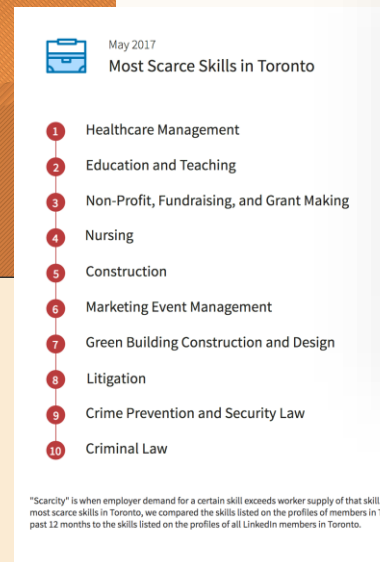 May 2017
Most Scarce Skills in Toronto
1 Healthcare Management
2 Education and Teaching
3 Non-Profit, Fundraising, and Grant Making
4 Nursing
5 Construction
6 Marketing Event Management
7 Green Building Construction and Design
8 Litigation
9 Crime Prevention and Security Law
10 Criminal Law
"Scarcity" is when employer demand for a certain skill exceeds worker supply of that skill
most scarce skills in Toronto, we compared the skills listed on the profiles of members in
past 12 months to the skills listed on the profiles of all LinkedIn members in Toronto.